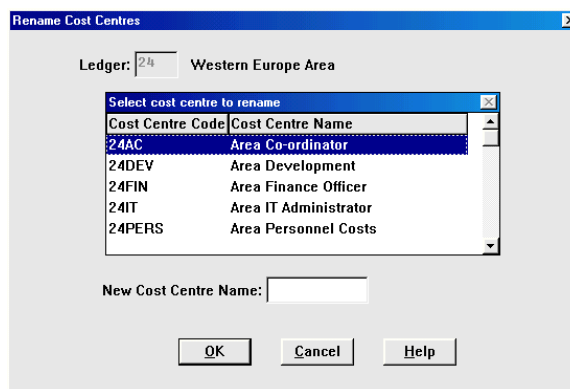 Rename Cost Centres
Ledger: 24 Western Europe Area
Select cost centre to rename
Cost Centre Code Cost Centre Name
24AC Area Co-ordinator
24DEV Area Development
24FIN Area Finance Officer
24IT Area IT Administrator
24PERS Area Personnel Costs
New Cost Centre Name:
OK Cancel Help